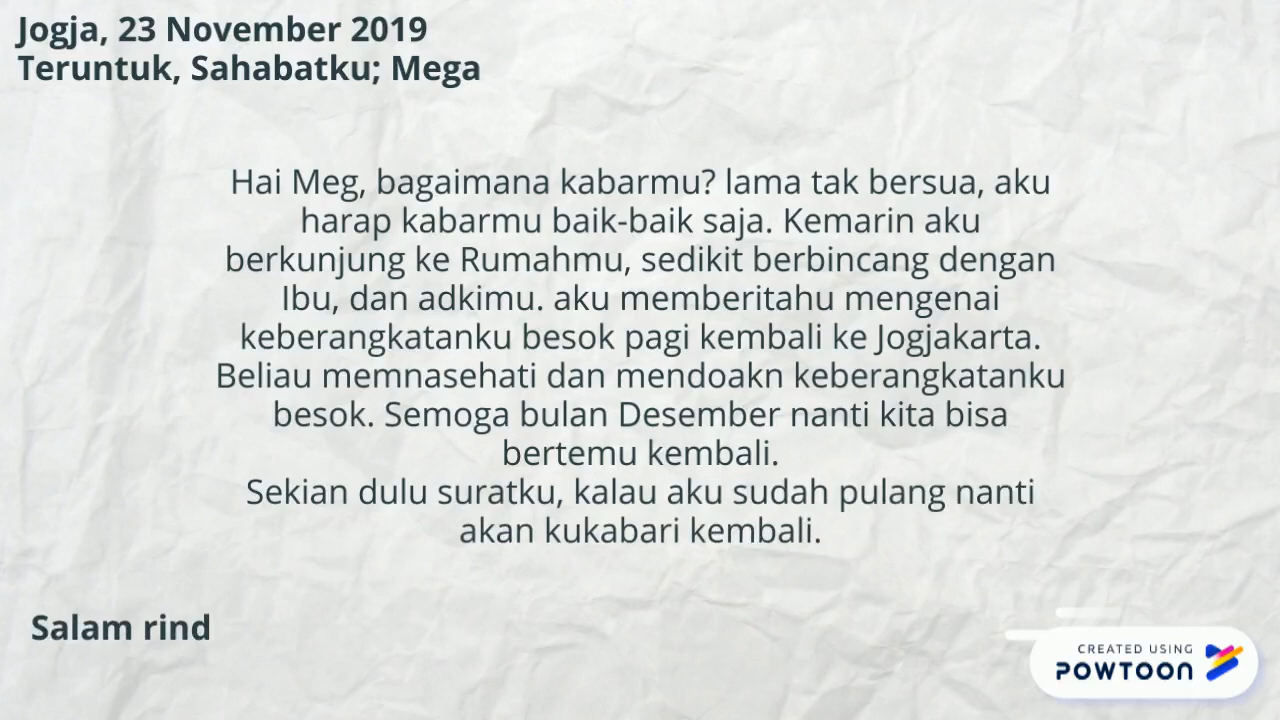 Jogja, 23 November 2019
Teruntuk, Sahabatku; Mega
Hai Meg, bagaimana kabarmu? lama tak bersua, aku
harap kabarmu baik-baik saja. Kemarin aku
berkunjung ke Rumahmu, sedikit berbincang dengan
Ibu, dan adkimu. aku memberitahu mengenai
keberangkatanku besok pagi kembali ke Jogjakarta.
Beliau memnasehati dan mendoakn keberangkatanku
besok. Semoga bulan Desember nanti kita bisa
bertemu kembali.
Sekian dulu suratku, kalau aku sudah pulang nanti
akan kukabari kembali.
Salam rind
CREATED USING
POWTOON